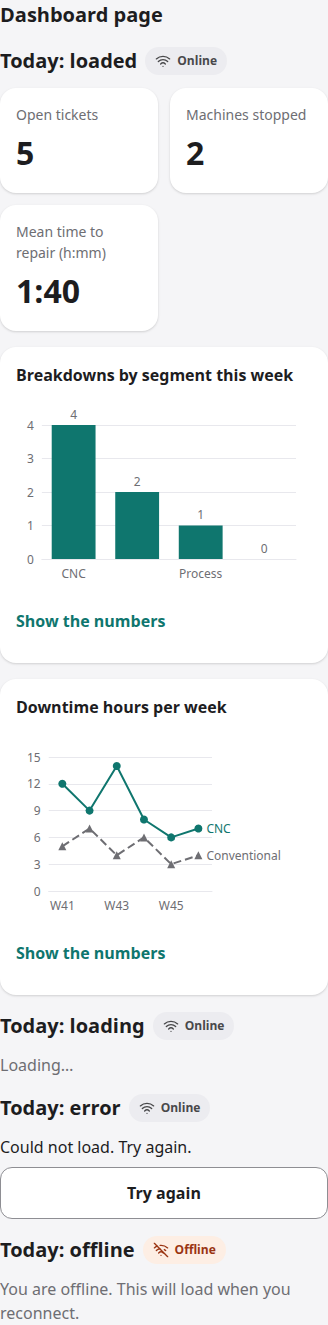 Dashboard page
Today: loaded
Online
Open tickets
5
Machines stopped
2
Mean time to
repair (h:mm)
1:40
Breakdowns by segment this week
4
3
2
1
0
4
2
1
0
CNC
Process
Show the numbers
Downtime hours per week
15
12
9
6
3
0
CNC
Conventional
W41
W43
W45
Show the numbers
Today: loading
Online
Loading...
Today: error
Online
Could not load. Try again.
Try again
Today: offline
Offline
You are offline. This will load when you
reconnect.